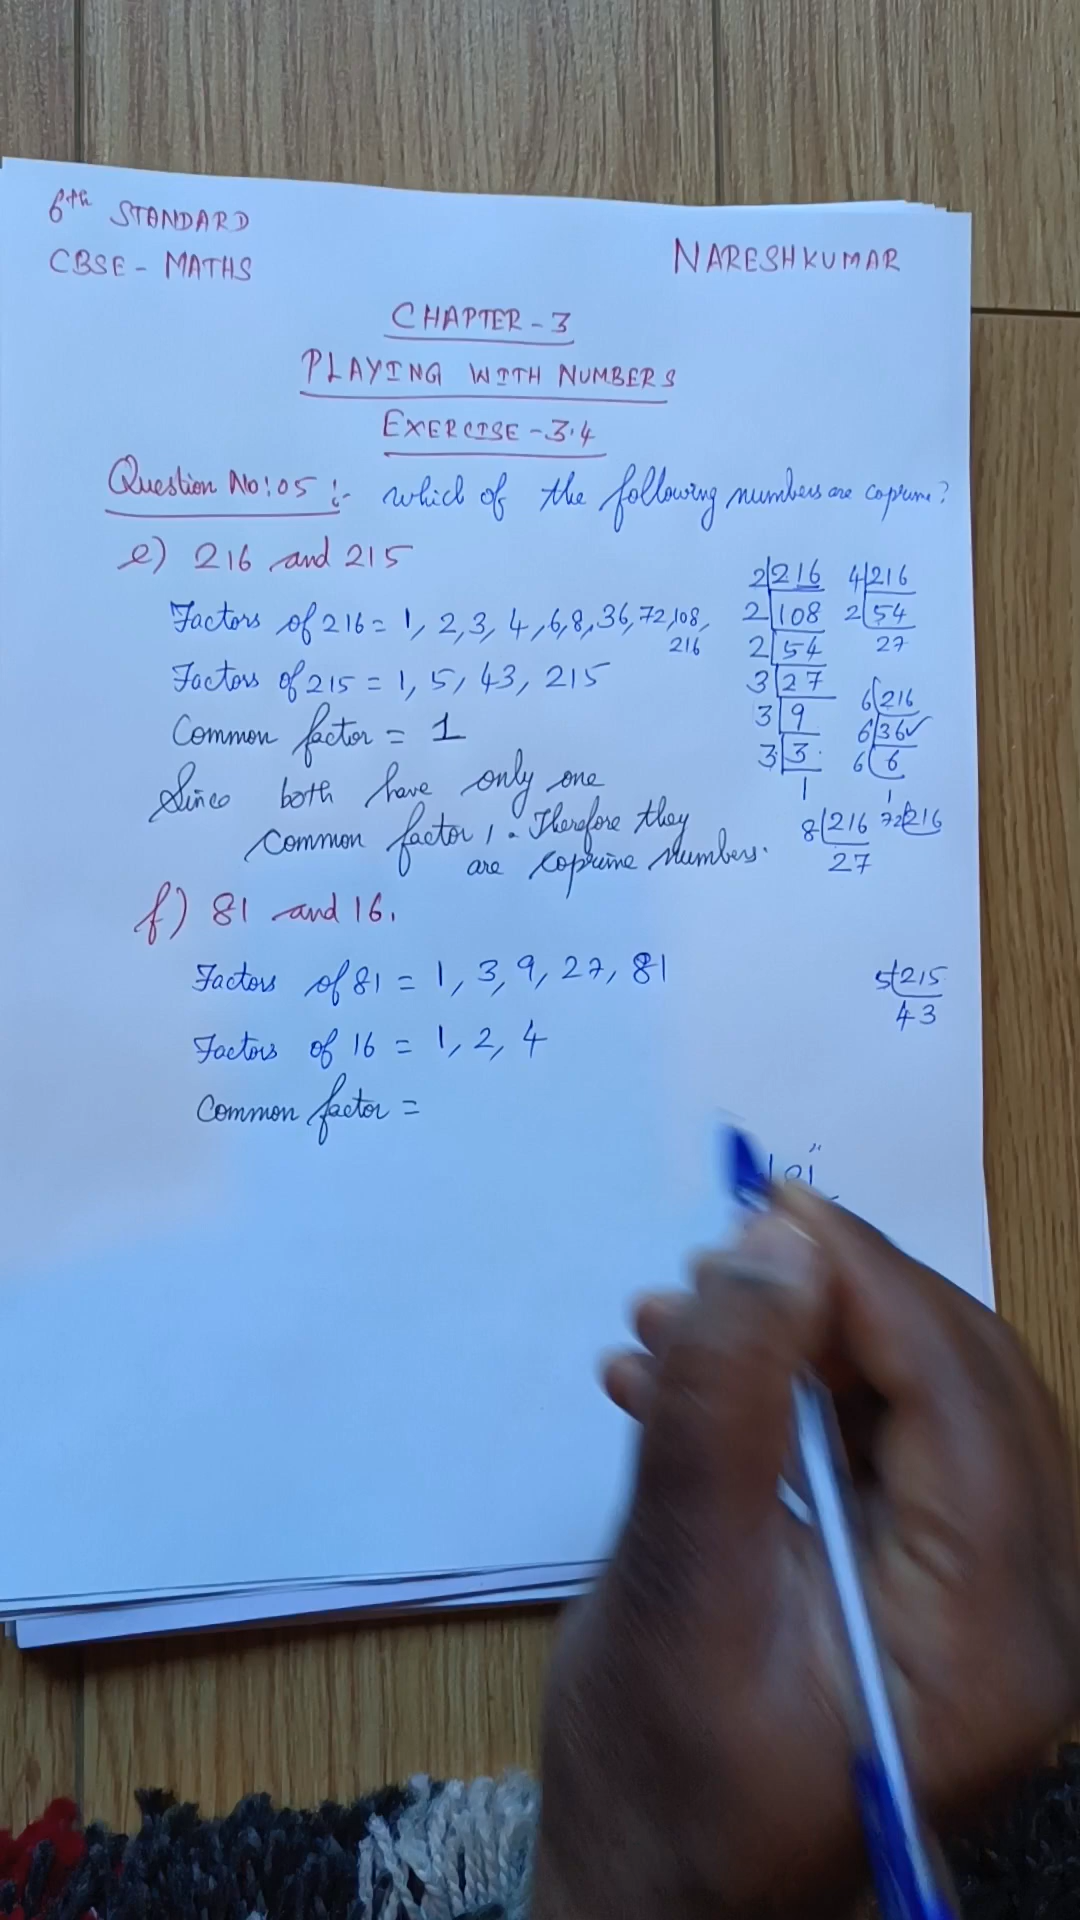 6th STANDARD
CBSE - MATHS
NARESHKUMAR
CHAPTER - 3
PLAYING WITH NUMBERS
EXERCISE - 3.4
Question No: 05 :- which of the following numbers are coprime?
e) 216 and 215
Factors of 216 = 1, 2, 3, 4, 6, 8, 36, 72, 108,
216
Factors of 215 = 1, 5, 43, 215
Common factor = 1
Since both have only one
common factor 1. Therefore they
are coprime numbers.
2 216
2 108
2 54
3 27
3 9
3 3
1
4 216
2 54
27
6 216
6 36 ✓
6 6
1
8 216
27
72 216
f) 81 and 16.
Factors of 81 = 1, 3, 9, 27, 81
Factors of 16 = 1, 2, 4
Common factor =
5 215
43